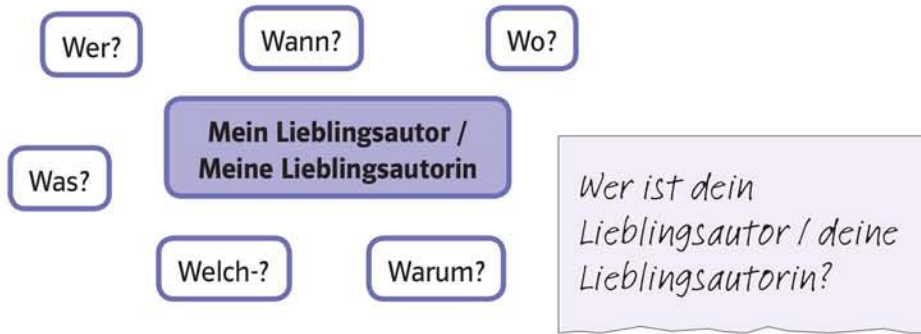 Wer?
Wann?
Wo?
Mein Lieblingsautor /
Meine Lieblingsautorin
Was?
Welch-?
Warum?
Wer ist dein
Lieblingsautor / deine
Lieblingsautorin?